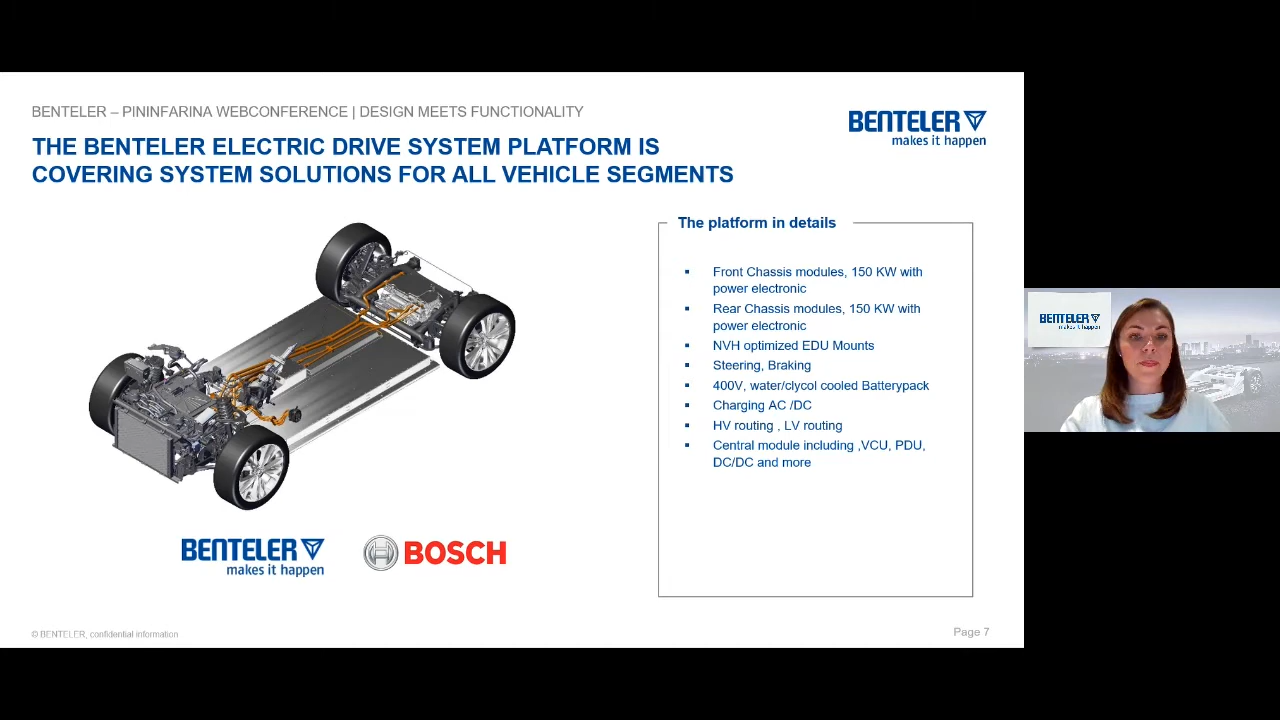 BENTELER – PININFARINA WEBCONFERENCE | DESIGN MEETS FUNCTIONALITY
BENTELER
makes it happen
THE BENTELER ELECTRIC DRIVE SYSTEM PLATFORM IS
COVERING SYSTEM SOLUTIONS FOR ALL VEHICLE SEGMENTS
The platform in details
▪ Front Chassis modules, 150 KW with
power electronic
▪ Rear Chassis modules, 150 KW with
power electronic
▪ NVH optimized EDU Mounts
▪ Steering, Braking
▪ 400V, water/glycol cooled Batterypack
▪ Charging AC /DC
▪ HV routing , LV routing
▪ Central module including ,VCU, PDU,
DC/DC and more
BENTELER
makes it happen
BOSCH
© BENTELER, confidential information
Page 7
BENTELER
makes it happen